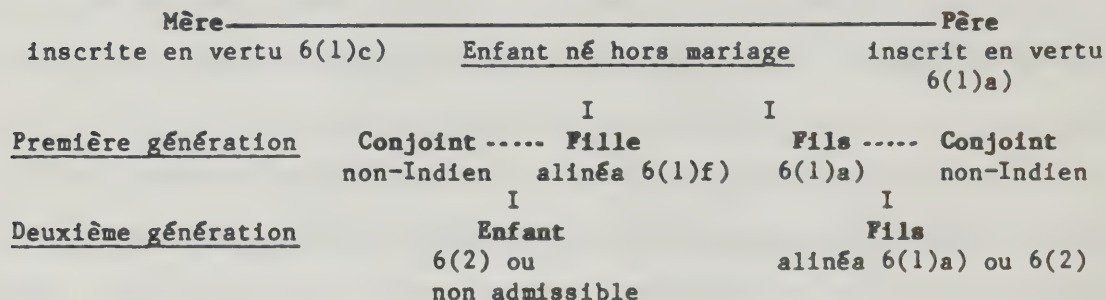 Mère Père
inscrite en vertu 6(1)c) Enfant né hors mariage inscrit en vertu
6(1)a)
I I
Première génération Conjoint ..... Fille Fils ..... Conjoint
non-Indien alinéa 6(1)f) 6(1)a) non-Indien
I I
Deuxième génération Enfant Fils
6(2) ou alinéa 6(1)a) ou 6(2)
non admissible